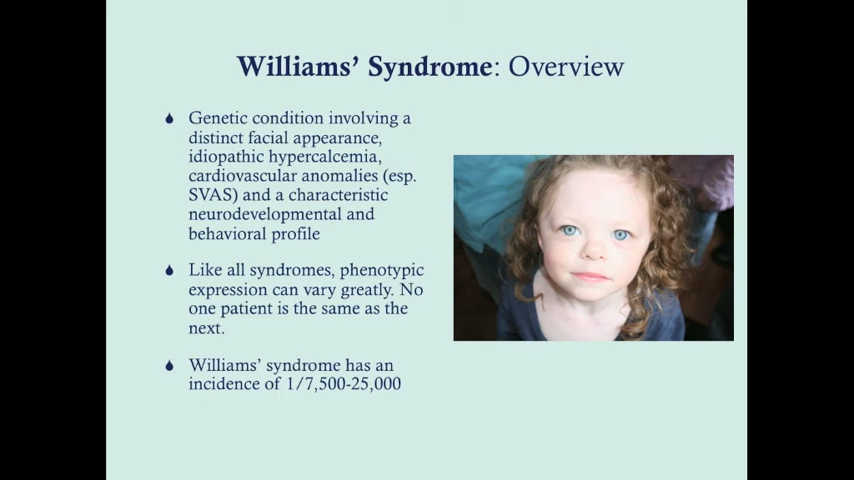 Williams’ Syndrome: Overview
Genetic condition involving a
distinct facial appearance,
idiopathic hypercalcemia,
cardiovascular anomalies (esp.
SVAS) and a characteristic
neurodevelopmental and
behavioral profile
Like all syndromes, phenotypic
expression can vary greatly. No
one patient is the same as the
next.
Williams’ syndrome has an
incidence of 1/7,500-25,000